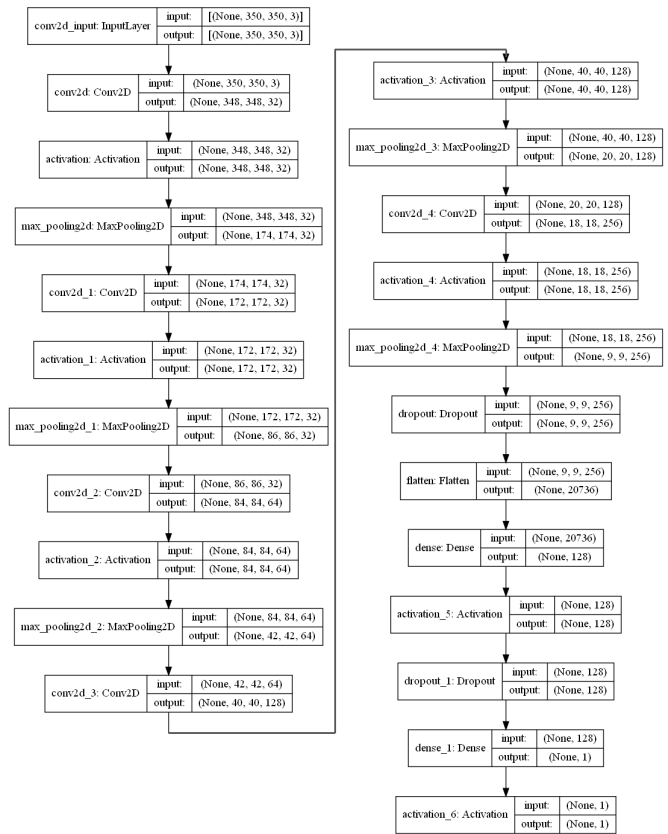 conv2d_input: InputLayer
input: [(None, 350, 350, 3)]
output: [(None, 350, 350, 3)]
conv2d: Conv2D
input: (None, 350, 350, 3)
output: (None, 348, 348, 32)
activation: Activation
input: (None, 348, 348, 32)
output: (None, 348, 348, 32)
max_pooling2d: MaxPooling2D
input: (None, 348, 348, 32)
output: (None, 174, 174, 32)
conv2d_1: Conv2D
input: (None, 174, 174, 32)
output: (None, 172, 172, 32)
activation_1: Activation
input: (None, 172, 172, 32)
output: (None, 172, 172, 32)
max_pooling2d_1: MaxPooling2D
input: (None, 172, 172, 32)
output: (None, 86, 86, 32)
conv2d_2: Conv2D
input: (None, 86, 86, 32)
output: (None, 84, 84, 64)
activation_2: Activation
input: (None, 84, 84, 64)
output: (None, 84, 84, 64)
max_pooling2d_2: MaxPooling2D
input: (None, 84, 84, 64)
output: (None, 42, 42, 64)
conv2d_3: Conv2D
input: (None, 42, 42, 64)
output: (None, 40, 40, 128)
activation_3: Activation
input: (None, 40, 40, 128)
output: (None, 40, 40, 128)
max_pooling2d_3: MaxPooling2D
input: (None, 40, 40, 128)
output: (None, 20, 20, 128)
conv2d_4: Conv2D
input: (None, 20, 20, 128)
output: (None, 18, 18, 256)
activation_4: Activation
input: (None, 18, 18, 256)
output: (None, 18, 18, 256)
max_pooling2d_4: MaxPooling2D
input: (None, 18, 18, 256)
output: (None, 9, 9, 256)
dropout: Dropout
input: (None, 9, 9, 256)
output: (None, 9, 9, 256)
flatten: Flatten
input: (None, 9, 9, 256)
output: (None, 20736)
dense: Dense
input: (None, 20736)
output: (None, 128)
activation_5: Activation
input: (None, 128)
output: (None, 128)
dropout_1: Dropout
input: (None, 128)
output: (None, 128)
dense_1: Dense
input: (None, 128)
output: (None, 1)
activation_6: Activation
input: (None, 1)
output: (None, 1)